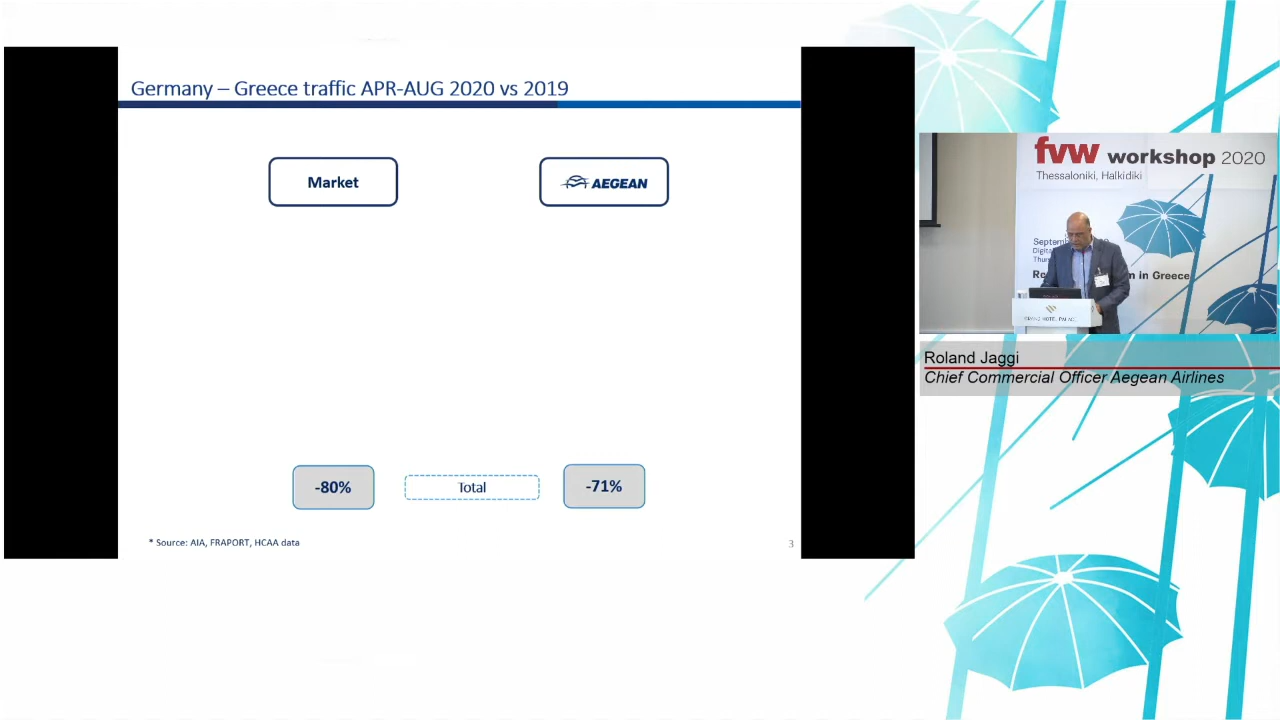 Germany – Greece traffic APR-AUG 2020 vs 2019
Market
AEGEAN
-80%
Total
-71%
* Source: AIA, FRAPORT, HCAA data
3
fvw workshop 2020
Thessaloniki, Halkidiki
in Greece
Roland Jaggi
Chief Commercial Officer Aegean Airlines